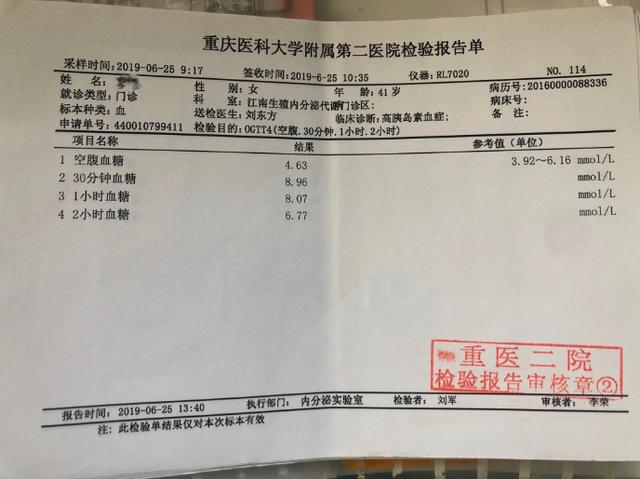 重庆医科大学附属第二医院检验报告单
采样时间:2019-06-25 9:17 签收时间:2019-6-25 10:35 仪器:RL7020 NO. 114
姓 名: 性 别:女 年 龄:41岁 病历号:20160000088336
就诊类型:门诊 科 室:江南生殖内分泌代谢门诊区: 病床号:
标本种类:血 送检医生:刘东方 临床诊断:高胰岛素血症; 备 注:
申请单号:440010799411 检验目的:OGTT4(空腹.30分钟.1小时.2小时)
项目名称 结果 参考值(单位)
1 空腹血糖 4.63 3.92~6.16 mmol/L
2 30分钟血糖 8.96 mmol/L
3 1小时血糖 8.07 mmol/L
4 2小时血糖 6.77 mmol/L
重医二院
检验报告审核章②
报告时间:2019-06-25 13:40 执行部门: 内分泌实验室 检验者: 刘军 审核者: 李荣
注: 此检验单结果仅对本次标本有效